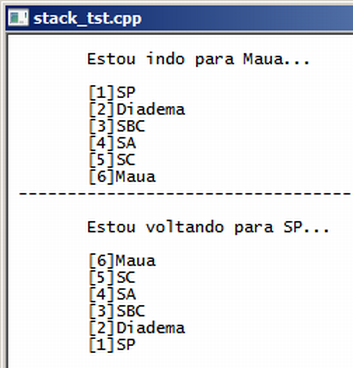 stack_tst.cpp
Estou indo para Maua...
[1]SP
[2]Diadema
[3]SBC
[4]SA
[5]SC
[6]Maua
----------------------------------
Estou voltando para SP...
[6]Maua
[5]SC
[4]SA
[3]SBC
[2]Diadema
[1]SP